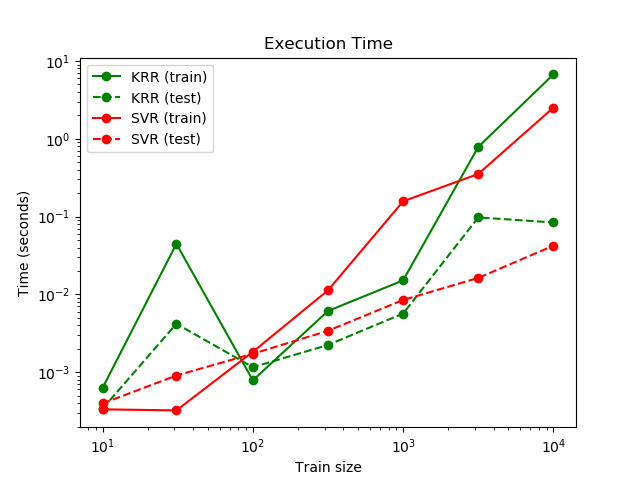 Execution Time
KRR (train)
KRR (test)
SVR (train)
SVR (test)
Time (seconds)
10¹
10⁰
10⁻¹
10⁻²
10⁻³
10¹ 10² 10³ 10⁴
Train size